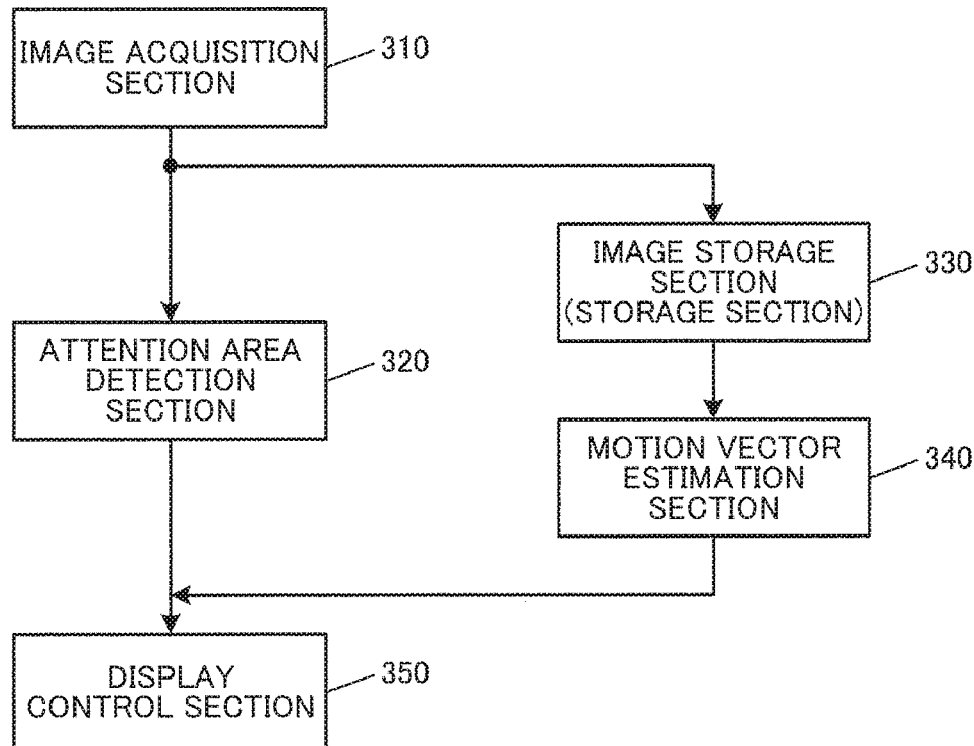 IMAGE ACQUISITION
SECTION
310
IMAGE STORAGE
SECTION
(STORAGE SECTION)
330
ATTENTION AREA
DETECTION
SECTION
320
MOTION VECTOR
ESTIMATION
SECTION
340
DISPLAY
CONTROL SECTION
350